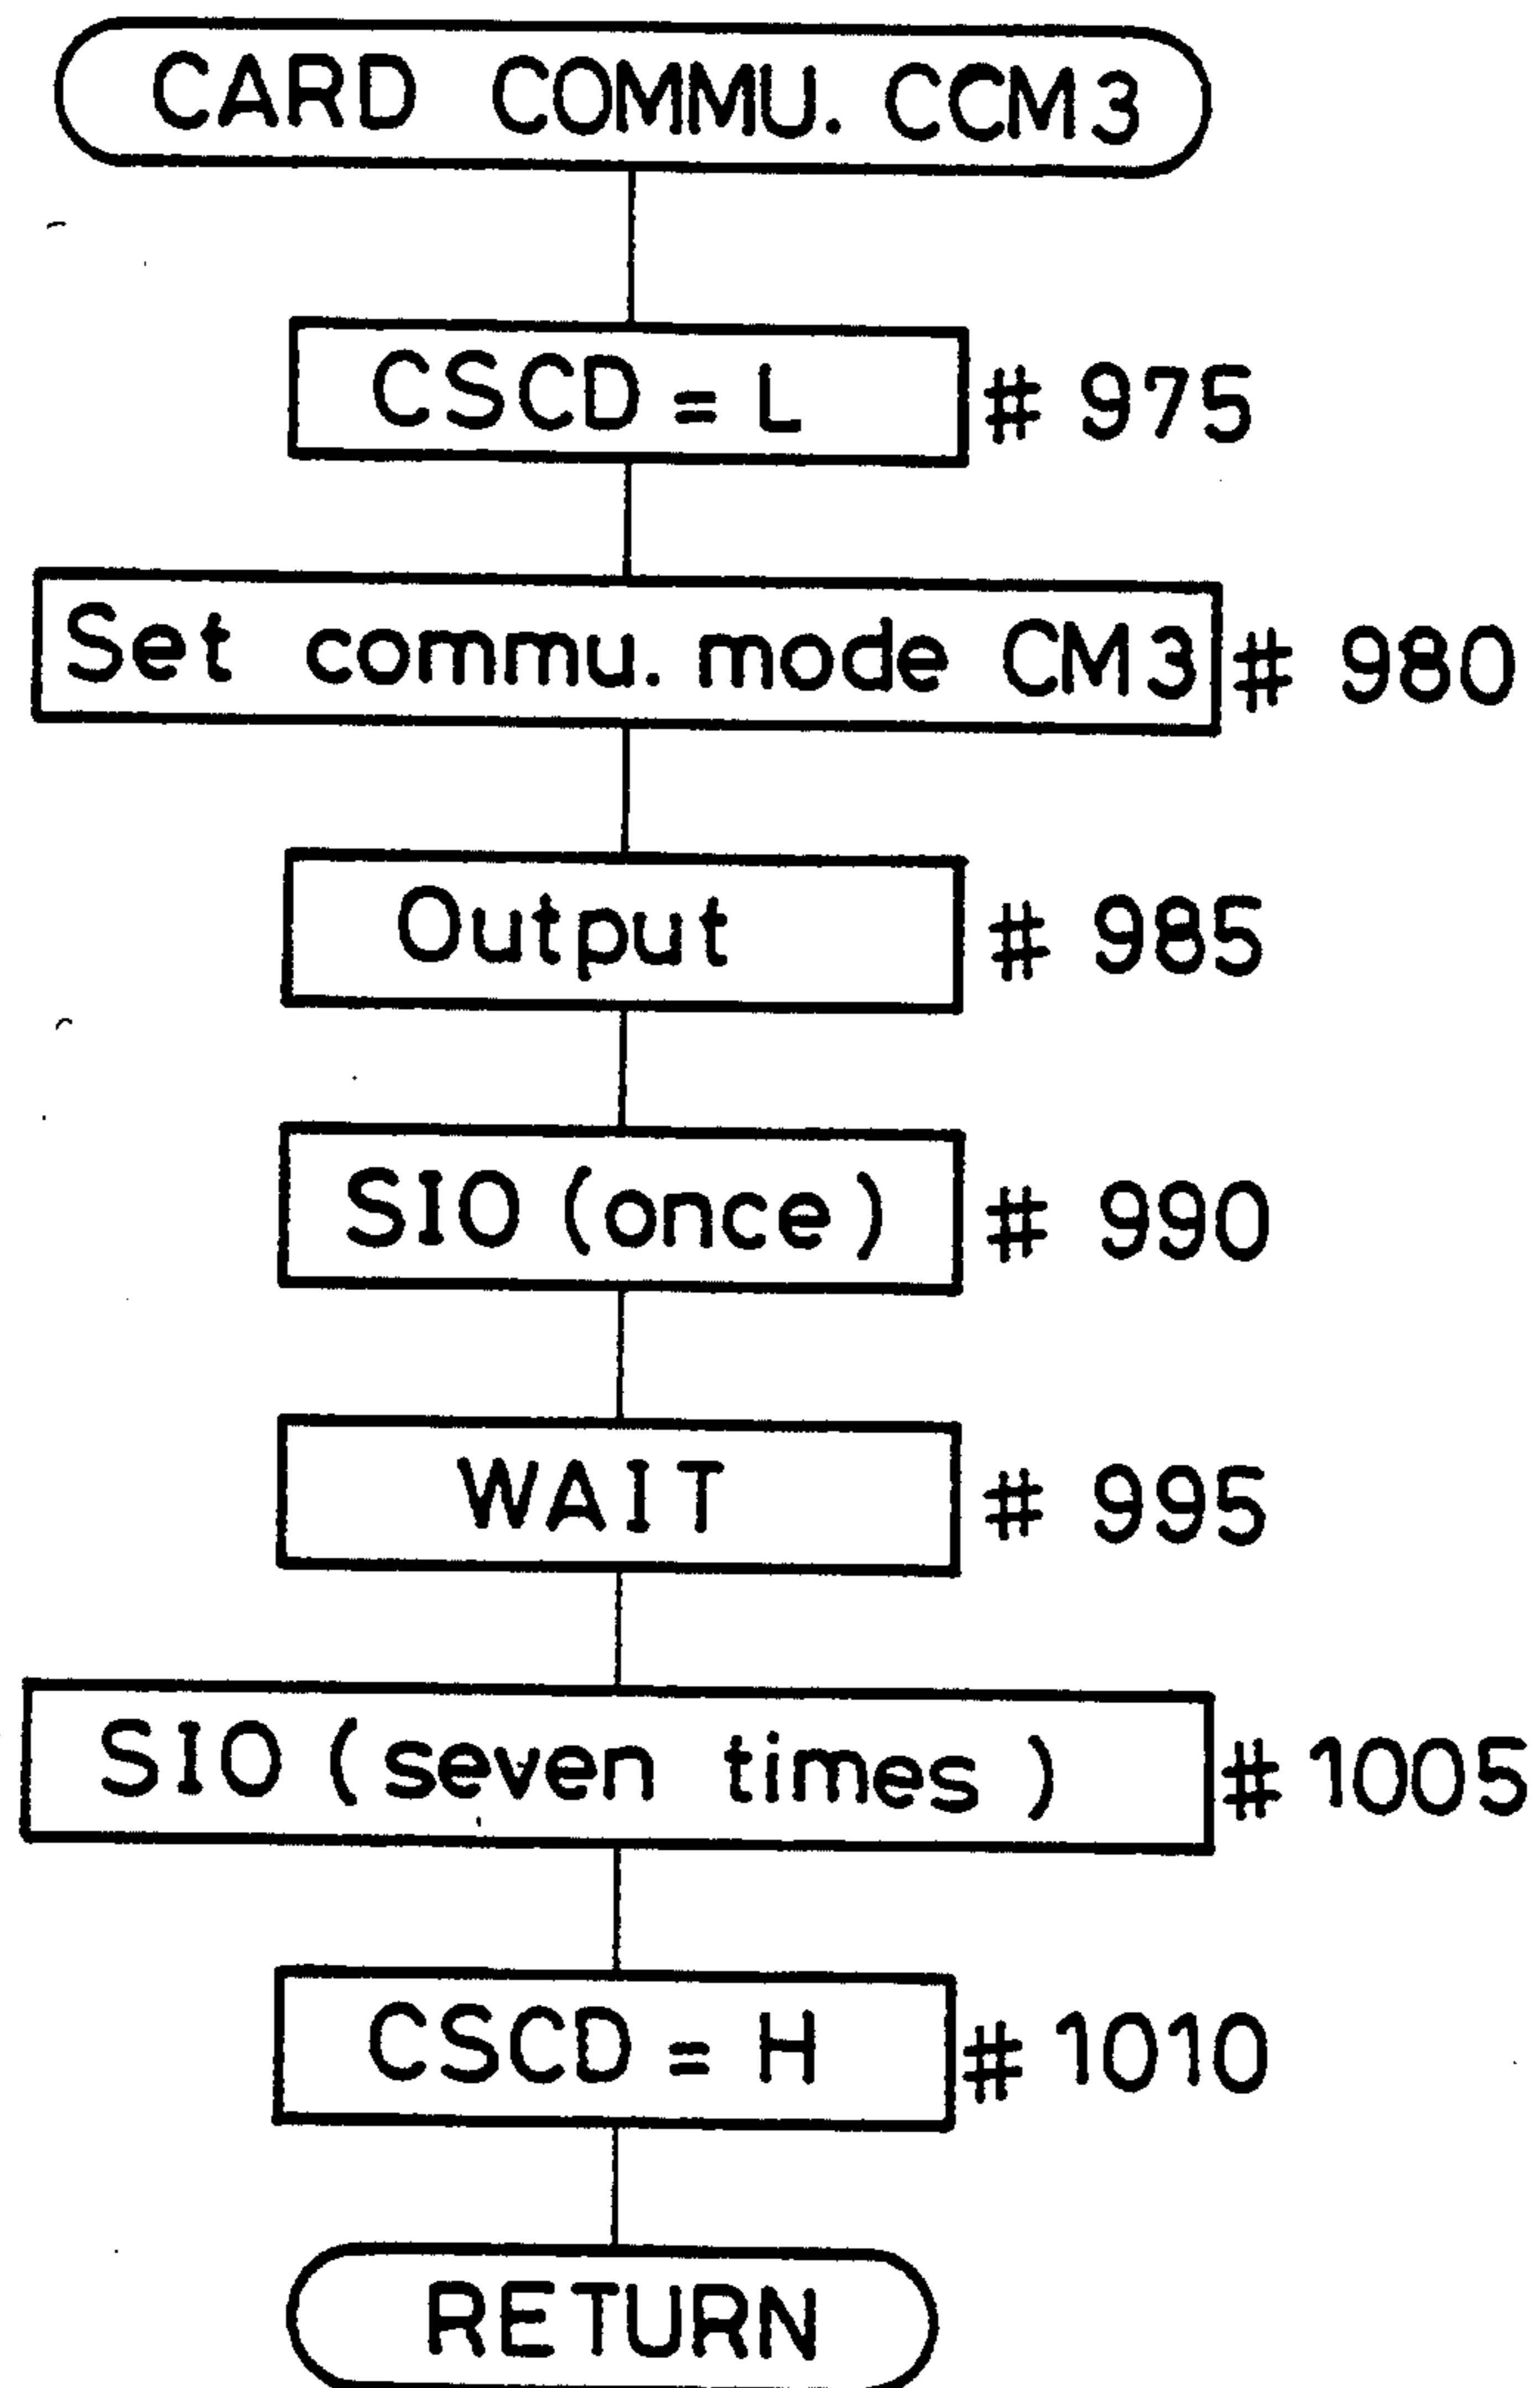 CARD COMMU. CCM3
CSCD = L # 975
Set commu. mode CM3 # 980
Output # 985
SIO (once) # 990
WAIT # 995
SIO (seven times) # 1005
CSCD = H # 1010
RETURN